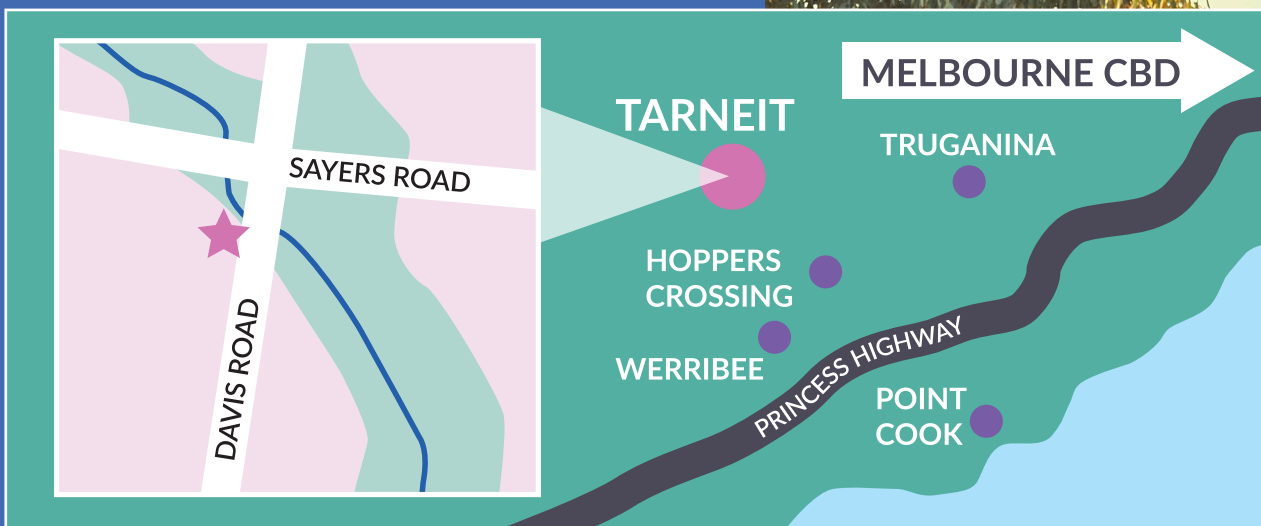 MELBOURNE CBD
TARNEIT
TRUGANINA
SAYERS ROAD
HOPPERS
CROSSING
DAVIS ROAD
WERRIBEE
PRINCESS HIGHWAY
POINT
COOK